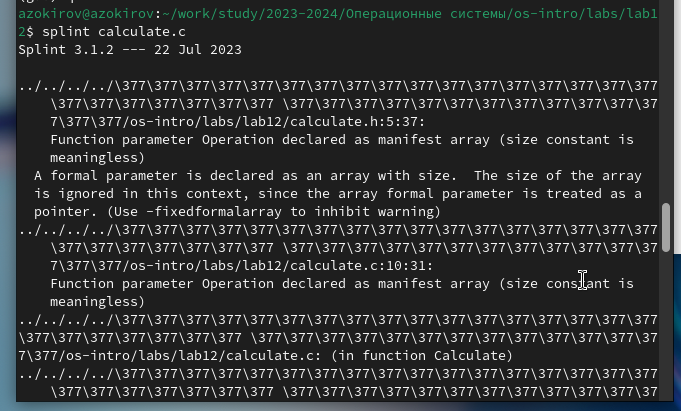 azokirov@azokirov:~/work/study/2023-2024/Операционные системы/os-intro/labs/lab1
2$ splint calculate.c
Splint 3.1.2 --- 22 Jul 2023
../../../../\377\377\377\377\377\377\377\377\377\377\377\377\377\377\377\377\377
\377\377\377\377\377\377 \377\377\377\377\377\377\377\377\377\377\377\377\37
7\377\377/os-intro/labs/lab12/calculate.h:5:37:
Function parameter Operation declared as manifest array (size constant is
meaningless)
A formal parameter is declared as an array with size.  The size of the array
is ignored in this context, since the array formal parameter is treated as a
pointer. (Use -fixedformalarray to inhibit warning)
../../../../\377\377\377\377\377\377\377\377\377\377\377\377\377\377\377\377\377
\377\377\377\377\377\377 \377\377\377\377\377\377\377\377\377\377\377\377\37
7\377\377/os-intro/labs/lab12/calculate.c:10:31:
Function parameter Operation declared as manifest array (size constant is
meaningless)
../../../../\377\377\377\377\377\377\377\377\377\377\377\377\377\377\377\377\377
\377\377\377\377\377\377 \377\377\377\377\377\377\377\377\377\377\377\377\377\37
7\377\377/os-intro/labs/lab12/calculate.c: (in function Calculate)
../../../../\377\377\377\377\377\377\377\377\377\377\377\377\377\377\377\377\377
\377\377\377\377\377\377 \377\377\377\377\377\377\377\377\377\377\377\377\37